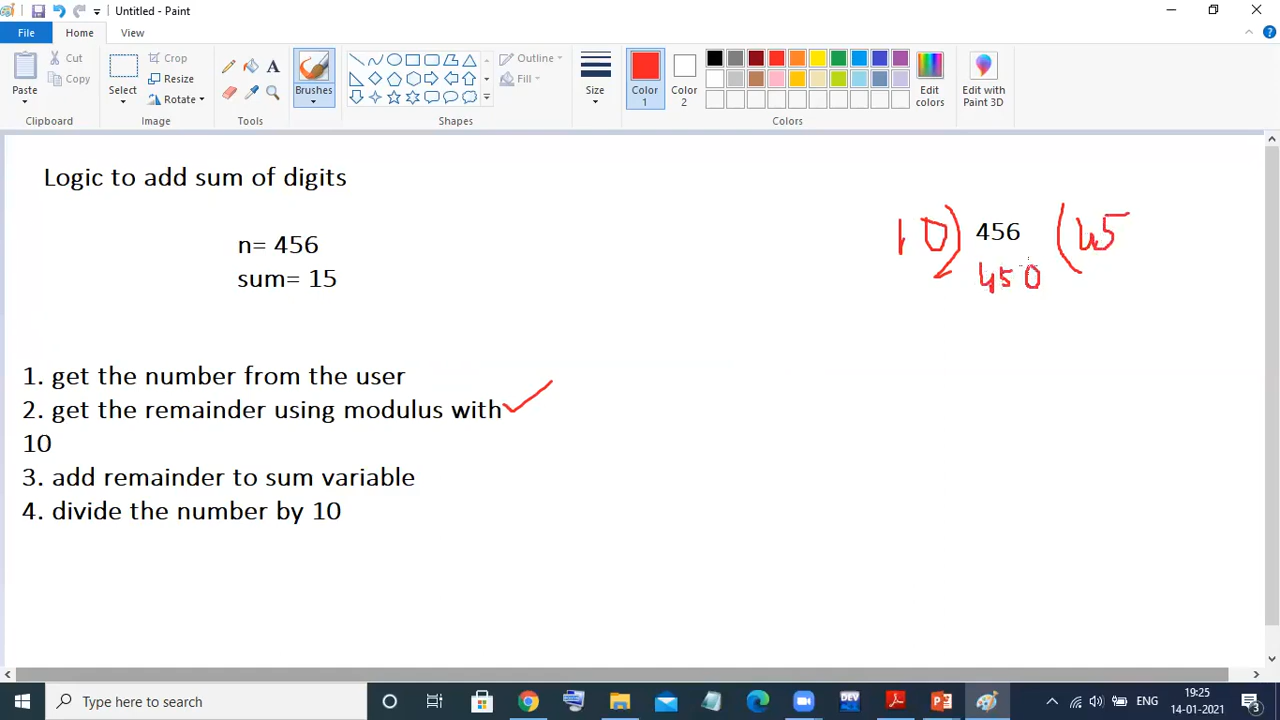 Untitled - Paint
File Home View
Paste Cut Copy Clipboard
Select Crop Resize Rotate Image
Tools
Brushes
Outline Fill Shapes
Size
Color 1 Color 2 Edit colors Colors
Edit with Paint 3D
Logic to add sum of digits
n= 456
sum= 15
10) 456 (45
450
1. get the number from the user
2. get the remainder using modulus with
10
3. add remainder to sum variable
4. divide the number by 10
Type here to search
DEV
ENG
19:25
14-01-2021
3